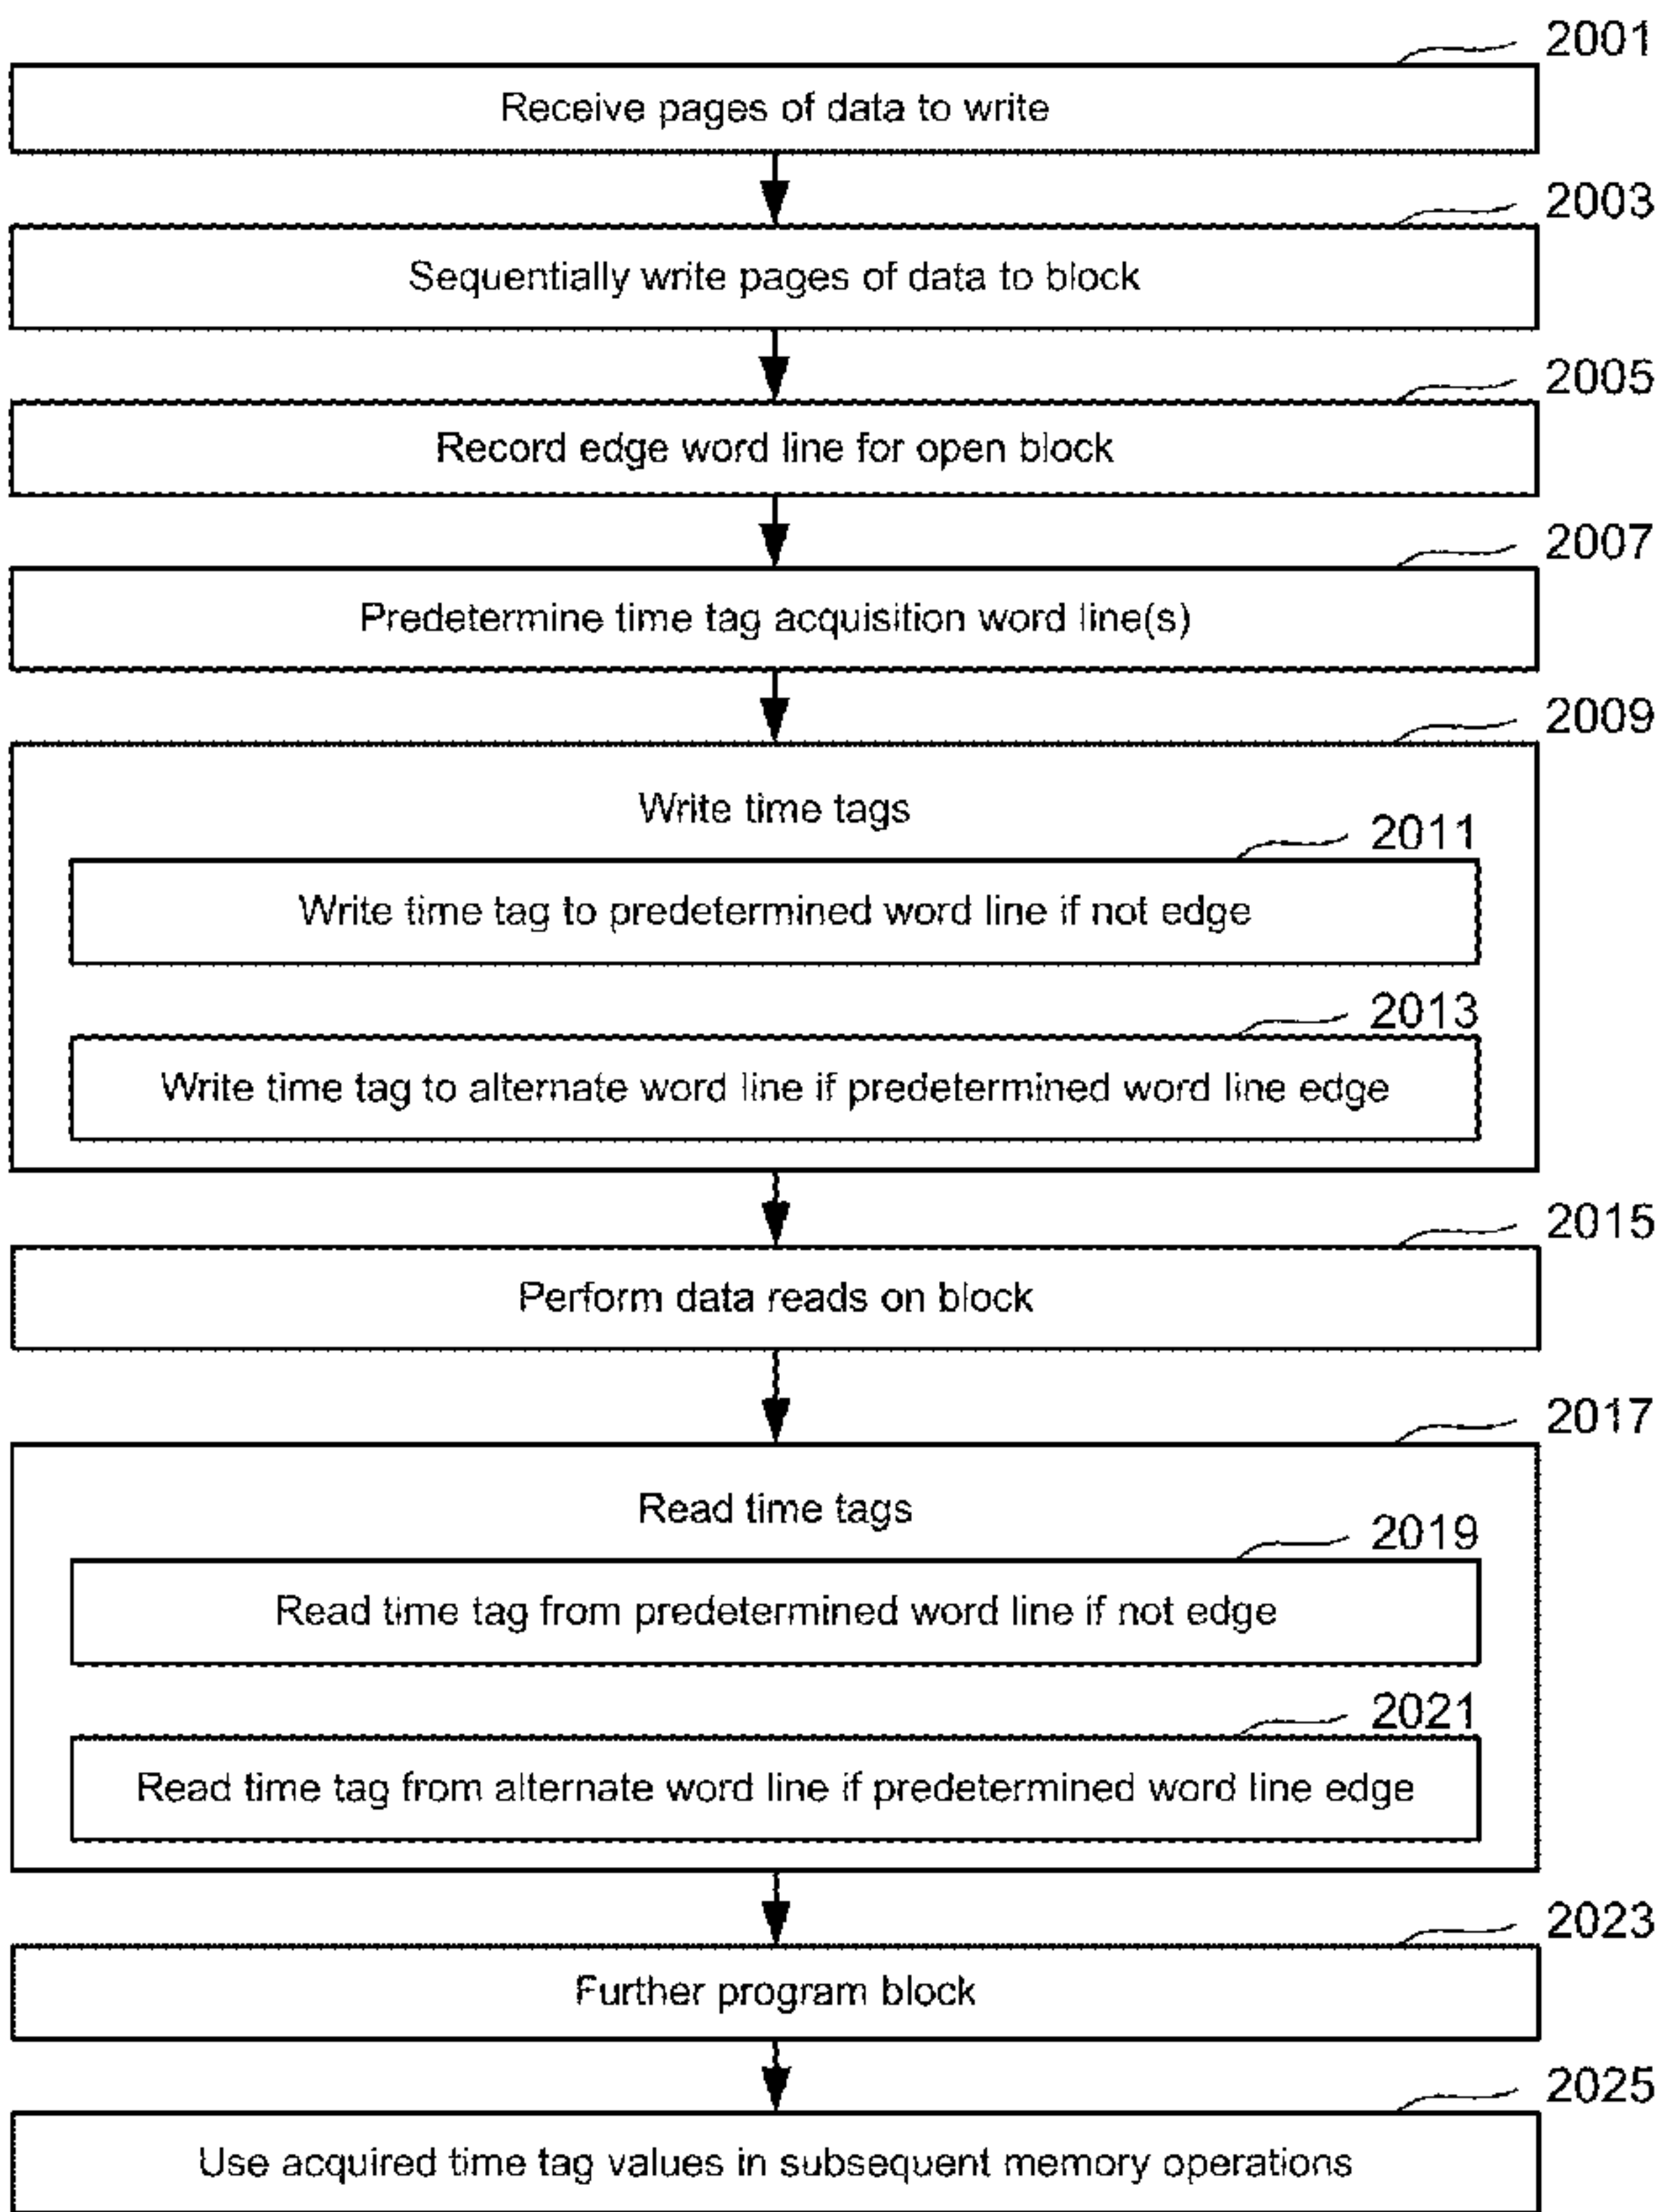 2001
Receive pages of data to write
2003
Sequentially write pages of data to block
2005
Record edge word line for open block
2007
Predetermine time tag acquisition word line(s)
2009
Write time tags
2011
Write time tag to predetermined word line if not edge
2013
Write time tag to alternate word line if predetermined word line edge
2015
Perform data reads on block
2017
Read time tags
2019
Read time tag from predetermined word line if not edge
2021
Read time tag from alternate word line if predetermined word line edge
2023
Further program block
2025
Use acquired time tag values in subsequent memory operations